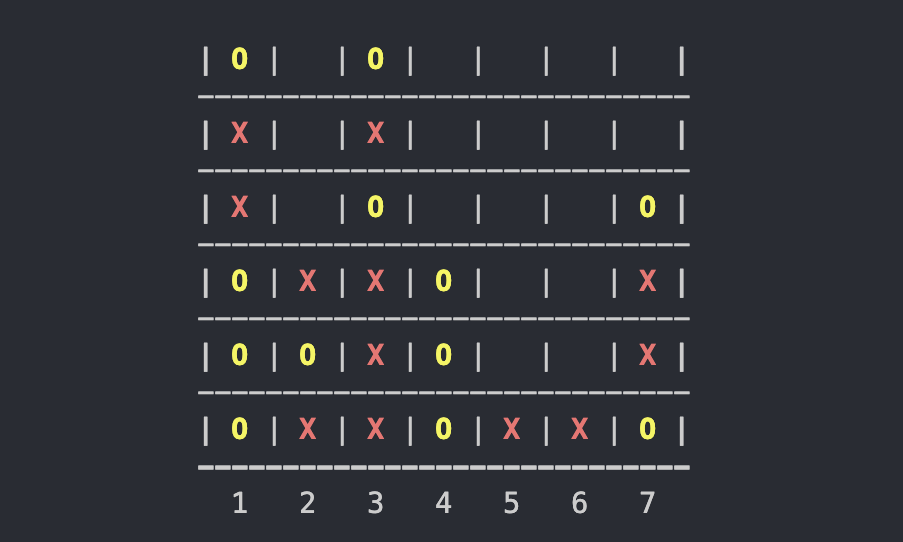 | O |   | O |   |   |   |   |
-----------------------------
| X |   | X |   |   |   |   |
-----------------------------
| X |   | O |   |   |   | O |
-----------------------------
| O | X | X | O |   |   | X |
-----------------------------
| O | O | X | O |   |   | X |
-----------------------------
| O | X | X | O | X | X | O |
-----------------------------
1 2 3 4 5 6 7